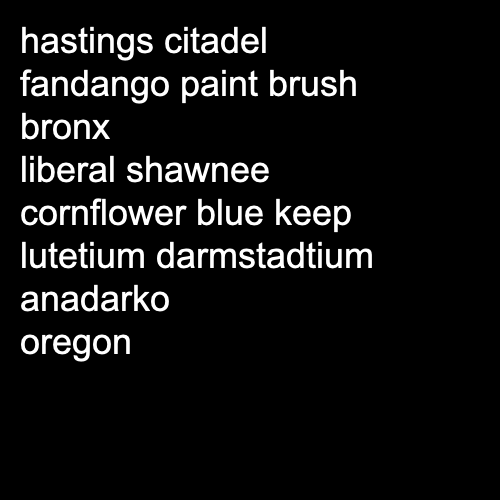 hastings citadel
fandango paint brush
bronx
liberal shawnee
cornflower blue keep
lutetium darmstadtium
anadarko
oregon